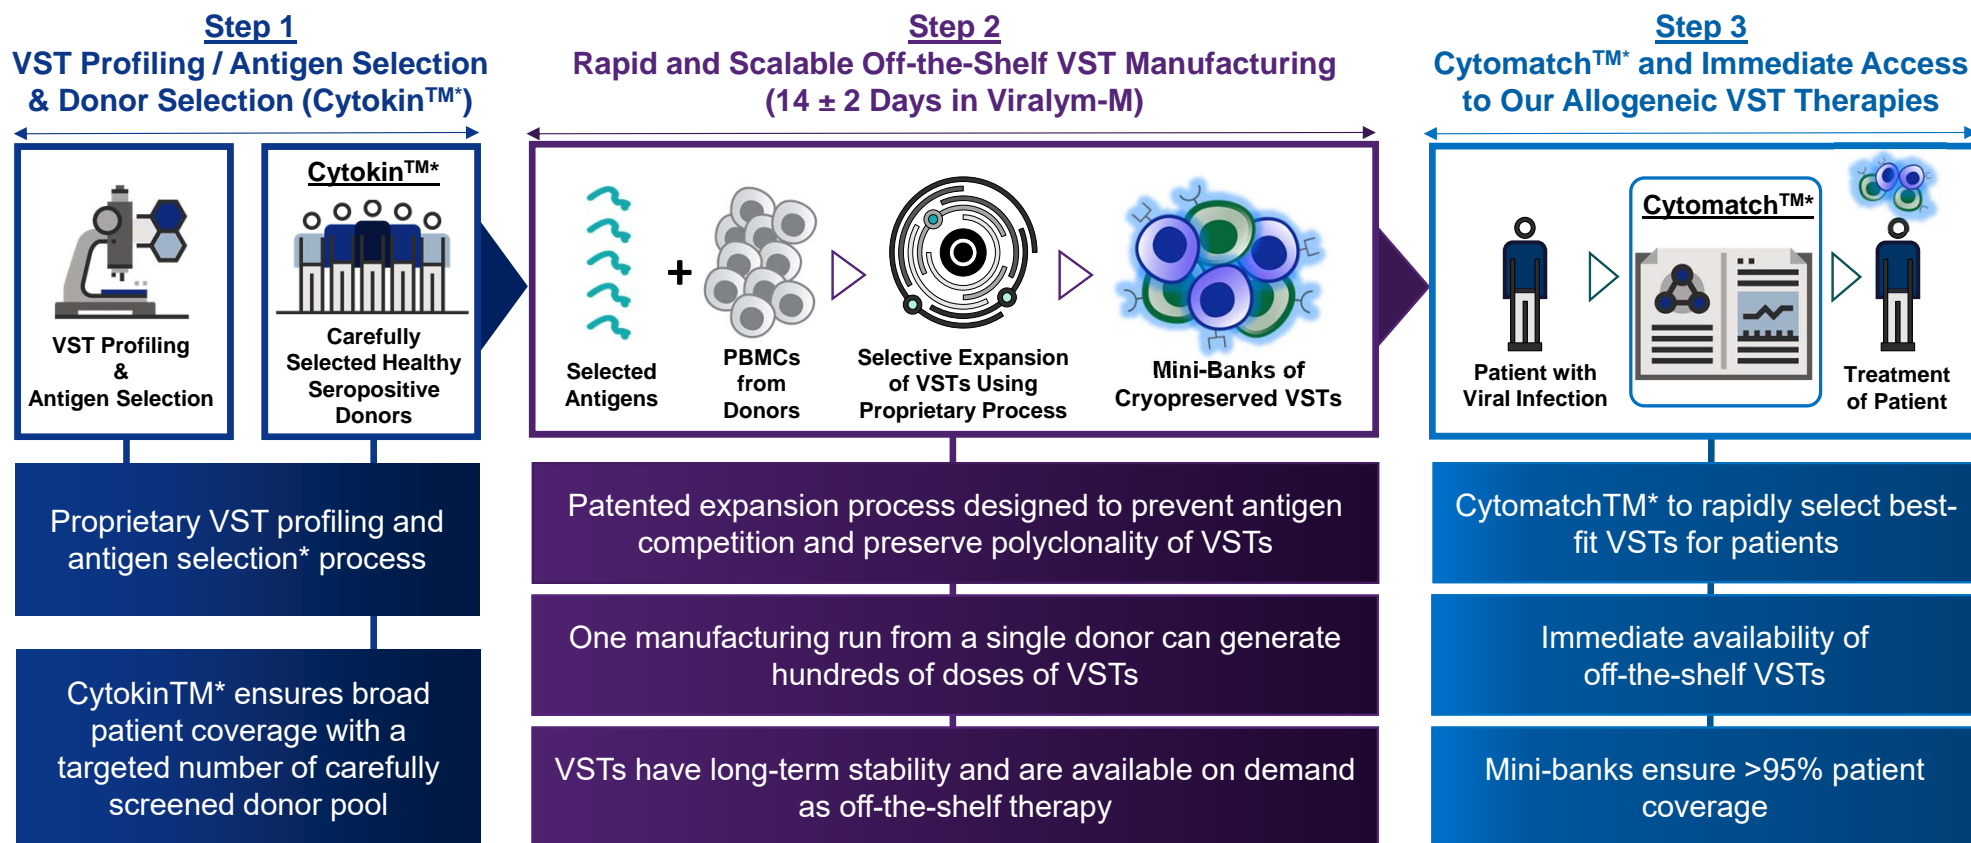 Step 1
VST Profiling / Antigen Selection
& Donor Selection (Cytokin™*)
VST Profiling
&
Antigen Selection
Cytokin™*
Carefully
Selected Healthy
Seropositive
Donors
Proprietary VST profiling and
antigen selection* process
CytokinTM* ensures broad
patient coverage with a
targeted number of carefully
screened donor pool
Step 2
Rapid and Scalable Off-the-Shelf VST Manufacturing
(14 ± 2 Days in Viralym-M)
Selected
Antigens
+
PBMCs
from
Donors
Selective Expansion
of VSTs Using
Proprietary Process
Mini-Banks of
Cryopreserved VSTs
Patented expansion process designed to prevent antigen
competition and preserve polyclonality of VSTs
One manufacturing run from a single donor can generate
hundreds of doses of VSTs
VSTs have long-term stability and are available on demand
as off-the-shelf therapy
Step 3
Cytomatch™* and Immediate Access
to Our Allogeneic VST Therapies
Patient with
Viral Infection
Cytomatch™*
Treatment
of Patient
CytomatchTM* to rapidly select best-
fit VSTs for patients
Immediate availability of
off-the-shelf VSTs
Mini-banks ensure >95% patient
coverage